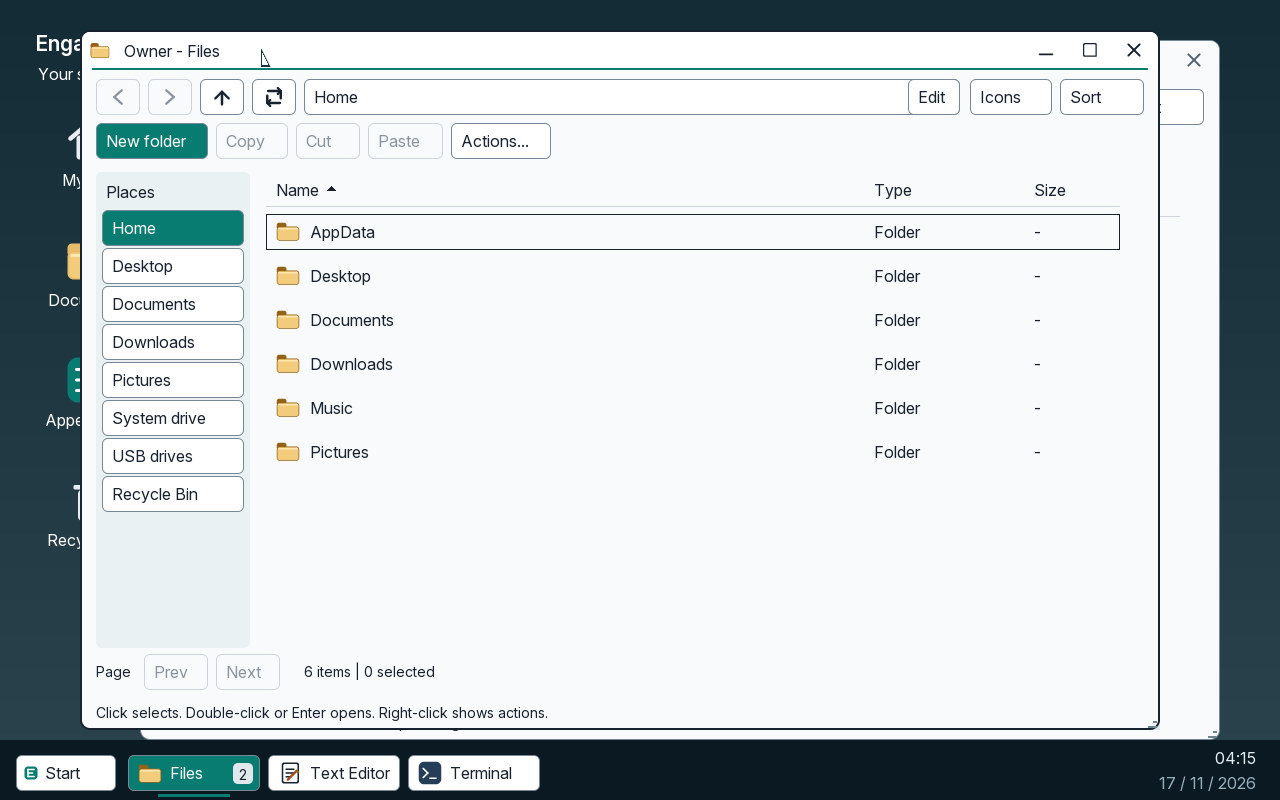 Owner - Files
Home
Edit
Icons
Sort
New folder
Copy
Cut
Paste
Actions...
Places
Home
Desktop
Documents
Downloads
Pictures
System drive
USB drives
Recycle Bin
Name Type Size
AppData Folder -
Desktop Folder -
Documents Folder -
Downloads Folder -
Music Folder -
Pictures Folder -
Page Prev Next 6 items | 0 selected
Click selects. Double-click or Enter opens. Right-click shows actions.
Your
My
Start
Files 2
Text Editor
Terminal
04:15
17 / 11 / 2026